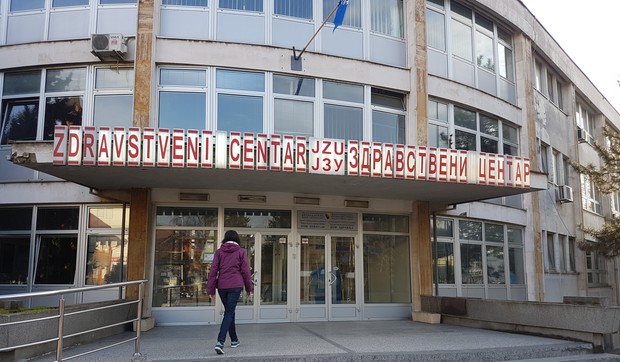 ZDRAVSTVENI CENTAR JZU ЗДРАВСТВЕНИ ЦЕНТАР
ЈЗУ